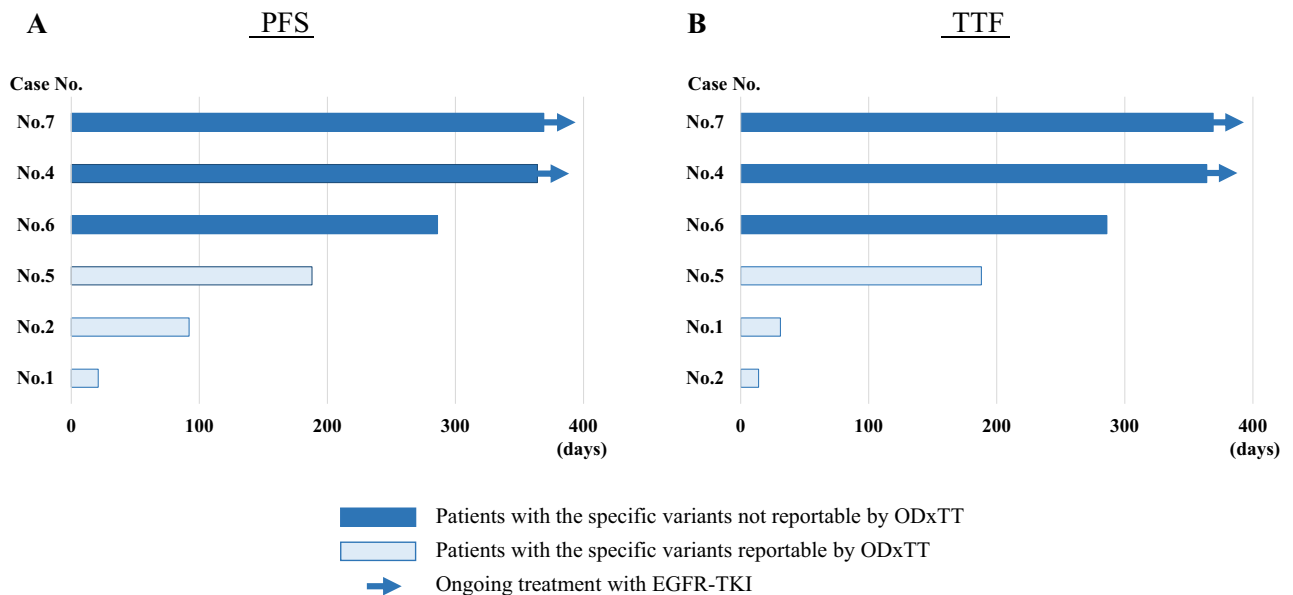 A
PFS
Case No.
No.7
No.4
No.6
No.5
No.2
No.1
0
100
200
300
400
(days)
B
TTF
Case No.
No.7
No.4
No.6
No.5
No.1
No.2
0
100
200
300
400
(days)
Patients with the specific variants not reportable by ODxTT
Patients with the specific variants reportable by ODxTT
Ongoing treatment with EGFR-TKI